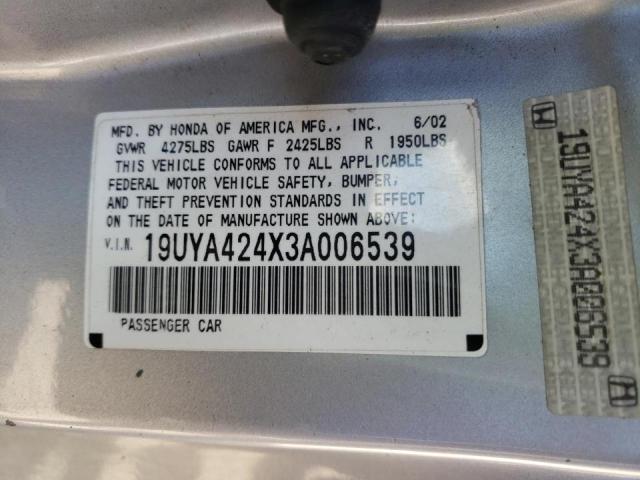 MFD. BY HONDA OF AMERICA MFG., INC. 6/02
GVWR 4275LBS GAWR F 2425LBS R 1950LBS
THIS VEHICLE CONFORMS TO ALL APPLICABLE
FEDERAL MOTOR VEHICLE SAFETY, BUMPER,
AND THEFT PREVENTION STANDARDS IN EFFECT
ON THE DATE OF MANUFACTURE SHOWN ABOVE:
V.I.N. 19UYA424X3A006539
PASSENGER CAR
19UYA424X3A006539